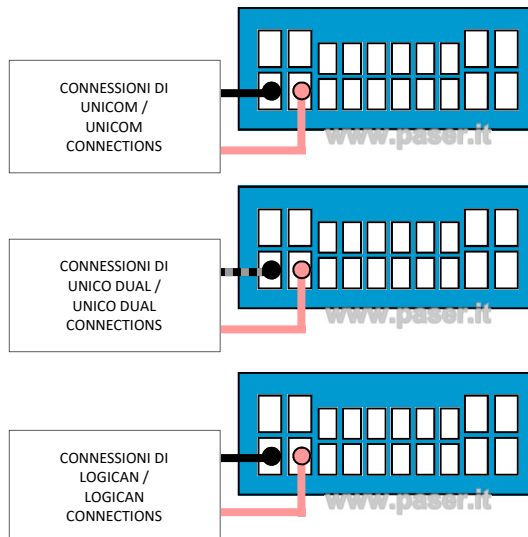 CONNESSIONI DI
UNICOM /
UNICOM
CONNECTIONS
www.paser.it
CONNESSIONI DI
UNICO DUAL /
UNICO DUAL
CONNECTIONS
www.paser.it
CONNESSIONI DI
LOGICAN /
LOGICAN
CONNECTIONS
www.paser.it